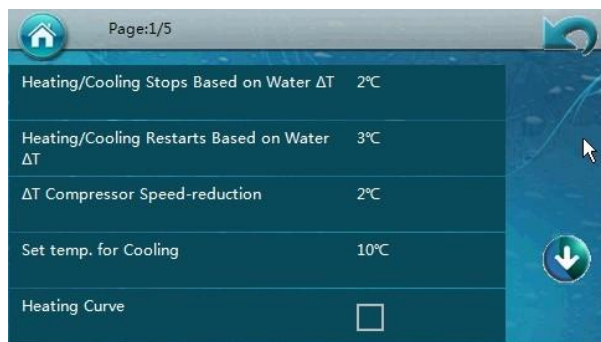 Page:1/5
Heating/Cooling Stops Based on Water ΔT 2℃
Heating/Cooling Restarts Based on Water 3℃
ΔT
ΔT Compressor Speed-reduction 2℃
Set temp. for Cooling 10℃
Heating Curve